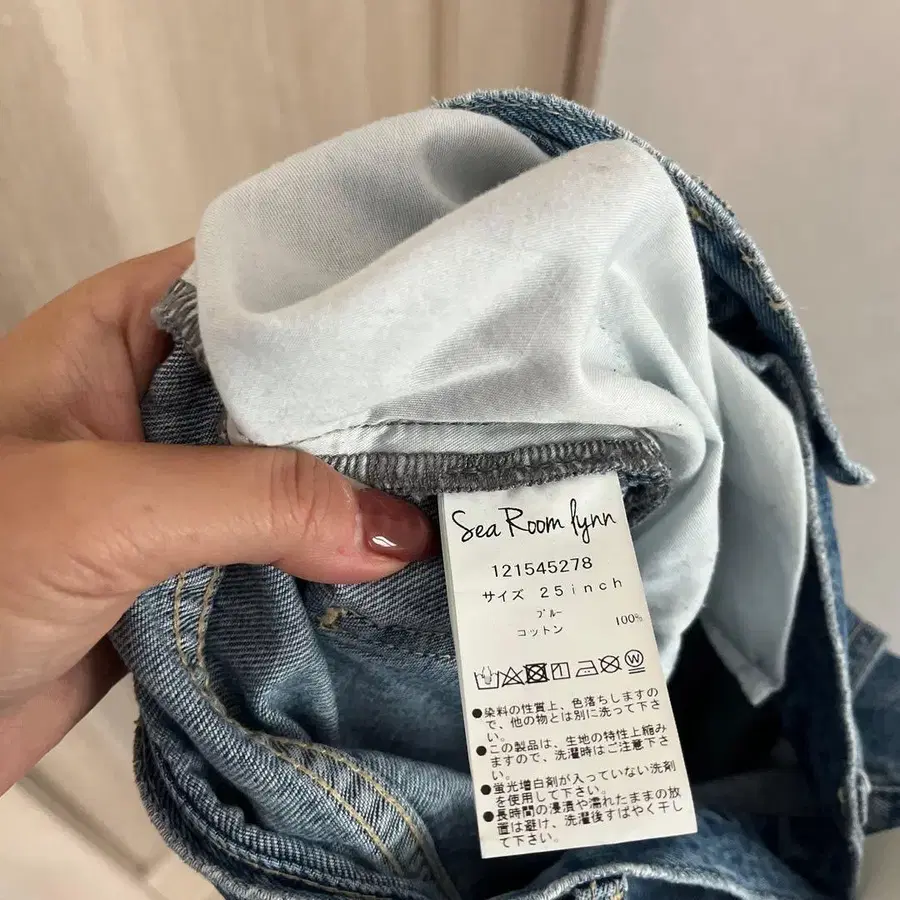 Sea Room lynn
121545278
サイズ 25inch
ブルー
コットン 100%
●染料の性質上、色落ちしますの
で、他の物とは別に洗って下さ
い。
●この製品は、生地の特性上縮み
ますので、洗濯時はご注意下さ
い。
●蛍光増白剤が入っていない洗剤
を使用して下さい。
●長時間の浸漬や濡れたままの放
置は避け、洗濯後すばやく干し
て下さい。